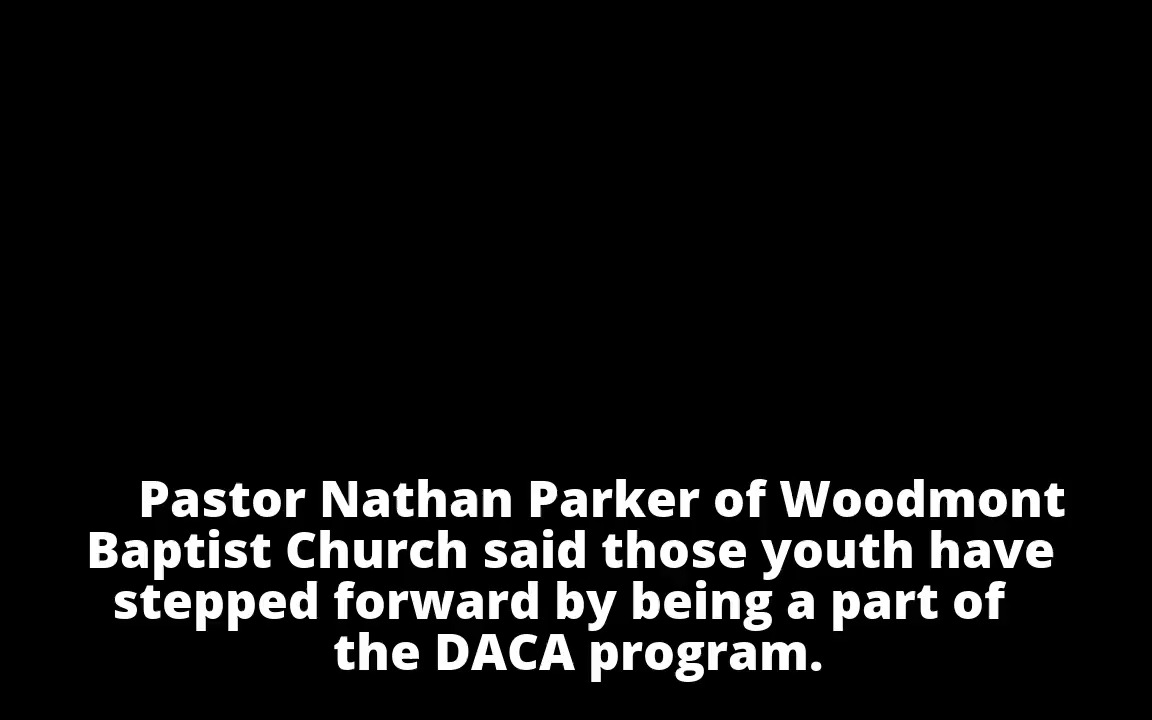 Pastor Nathan Parker of Woodmont
Baptist Church said those youth have
stepped forward by being a part of
the DACA program.